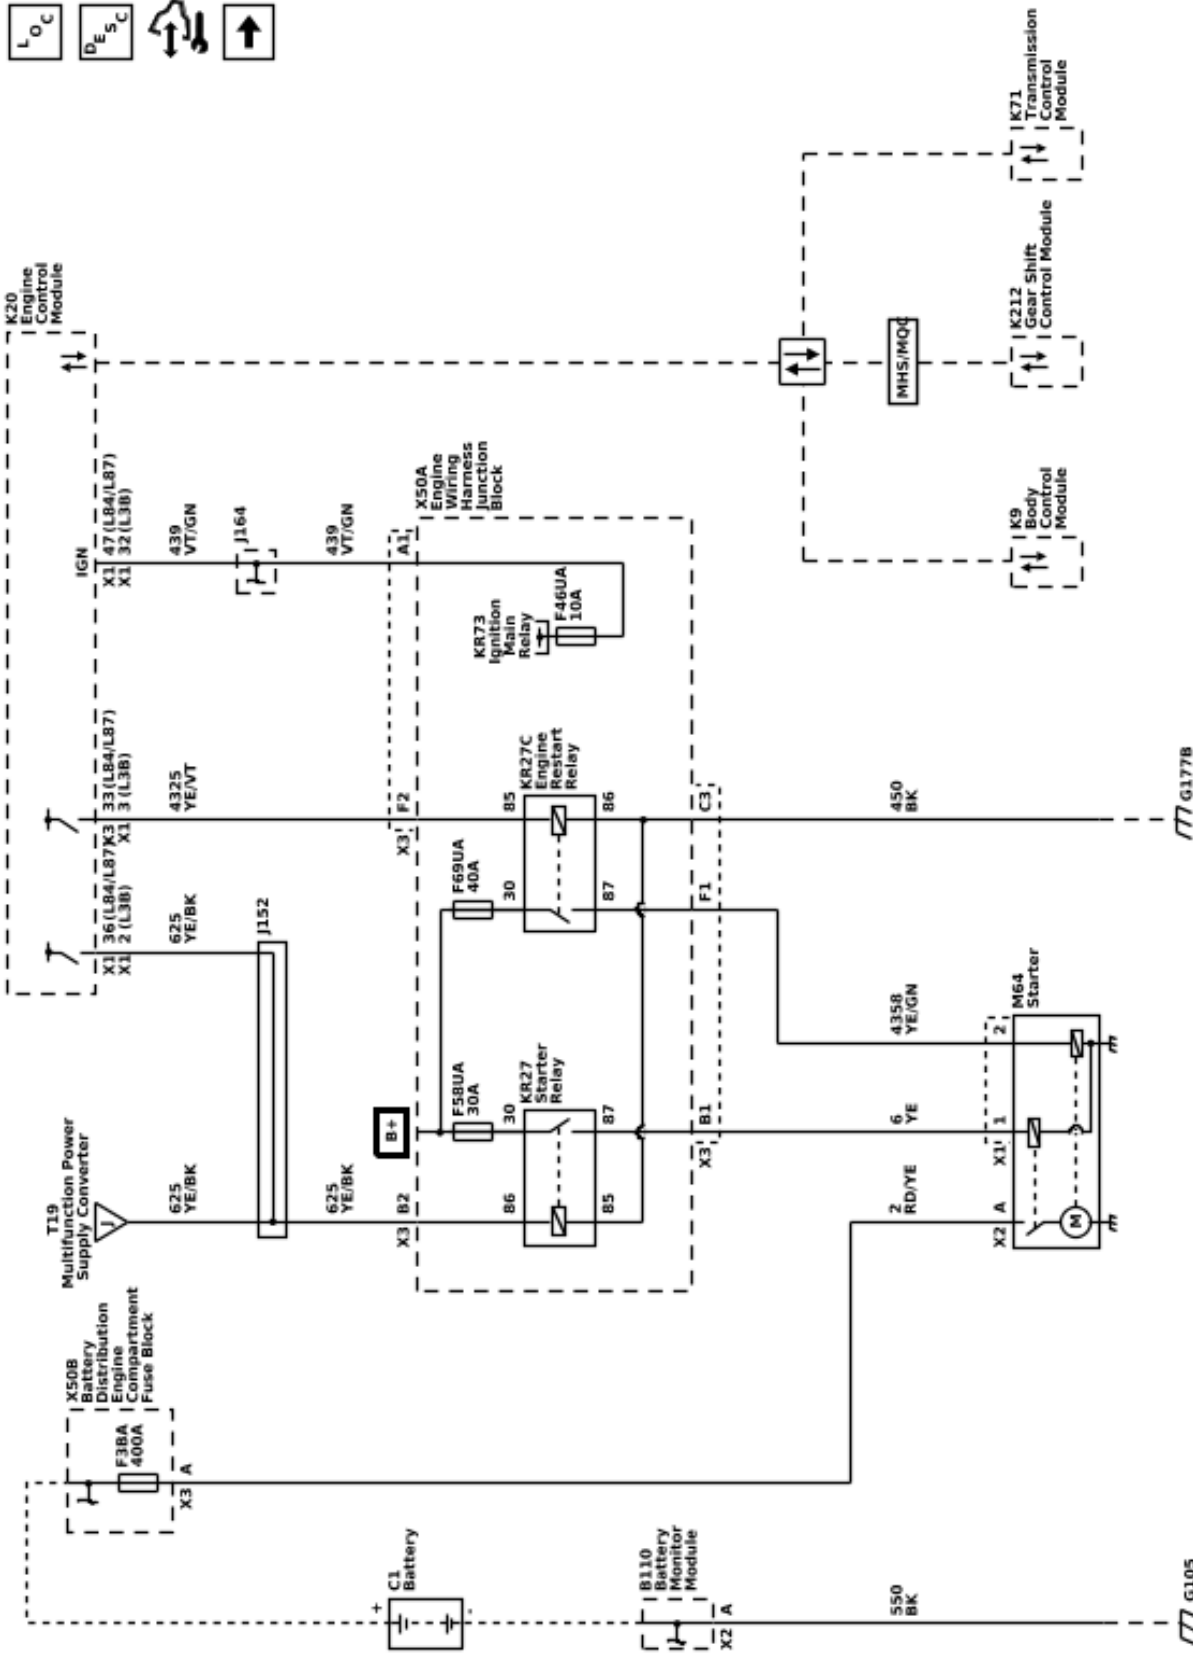 LOC
DESC
K20
Engine
Control
Module
IGN
X1 36 (L84/L87)
X1 2 (L3B)
X3 33 (L84/L87)
X1 3 (L3B)
X1 47 (L84/L87)
X1 32 (L3B)
T19
Multifunction Power
Supply Converter
J
X50B
Battery
Distribution
Engine
Compartment
Fuse Block
F38A
400A
X3 A
625
YE/BK
625
YE/BK
4325
YE/VT
439
VT/GN
J152
J164
625
YE/BK
439
VT/GN
B+
X3 B2
X3 F2
A1
X50A
Engine
Wiring
Harness
Junction
Block
F58UA
30A
F69UA
40A
KR73
Ignition
Main
Relay
F46UA
10A
86
30
KR27
Starter
Relay
85
87
30
85
KR27C
Engine
Restart
Relay
87
86
C1
Battery
+
-
B110
Battery
Monitor
Module
X2 A
X3 B1
F1
C3
550
BK
2
RD/YE
6
YE
4358
YE/GN
450
BK
MHS/MQC
X2 A
X1 1
2
M64
Starter
M
K9
Body
Control
Module
K212
Gear Shift
Control Module
K71
Transmission
Control
Module
G105
G177B